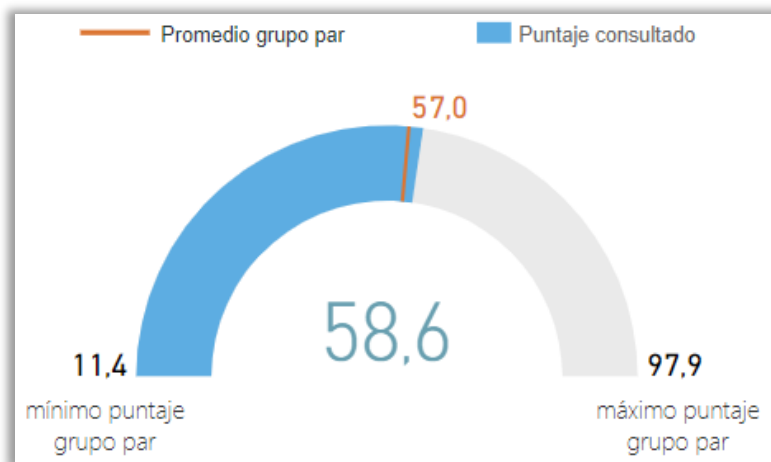 Promedio grupo par
Puntaje consultado
57,0
58,6
11,4
97,9
mínimo puntaje
grupo par
máximo puntaje
grupo par